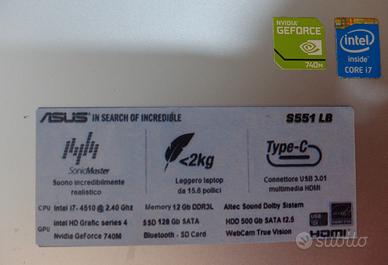 NVIDIA
GEFORCE
740M
intel
inside
CORE i7
ASUS IN SEARCH OF INCREDIBLE S551 LB
SonicMaster
<2kg
Type-C
Suono incredibilmente
realistico
Leggero laptop
da 15.6 pollici
Connettore USB 3.01
multimedia HDMI
CPU Intel i7- 4510 @ 2.40 Ghz Memory 12 Gb DDR3L Altec Sound Dolby Sistem
GPU Intel HD Grafic series 4 SSD 128 Gb SATA HDD 500 Gb SATA f2.5
Nvidia GeForce 740M Bluetooth - SD Card WebCam True Vision
HDMI
subito